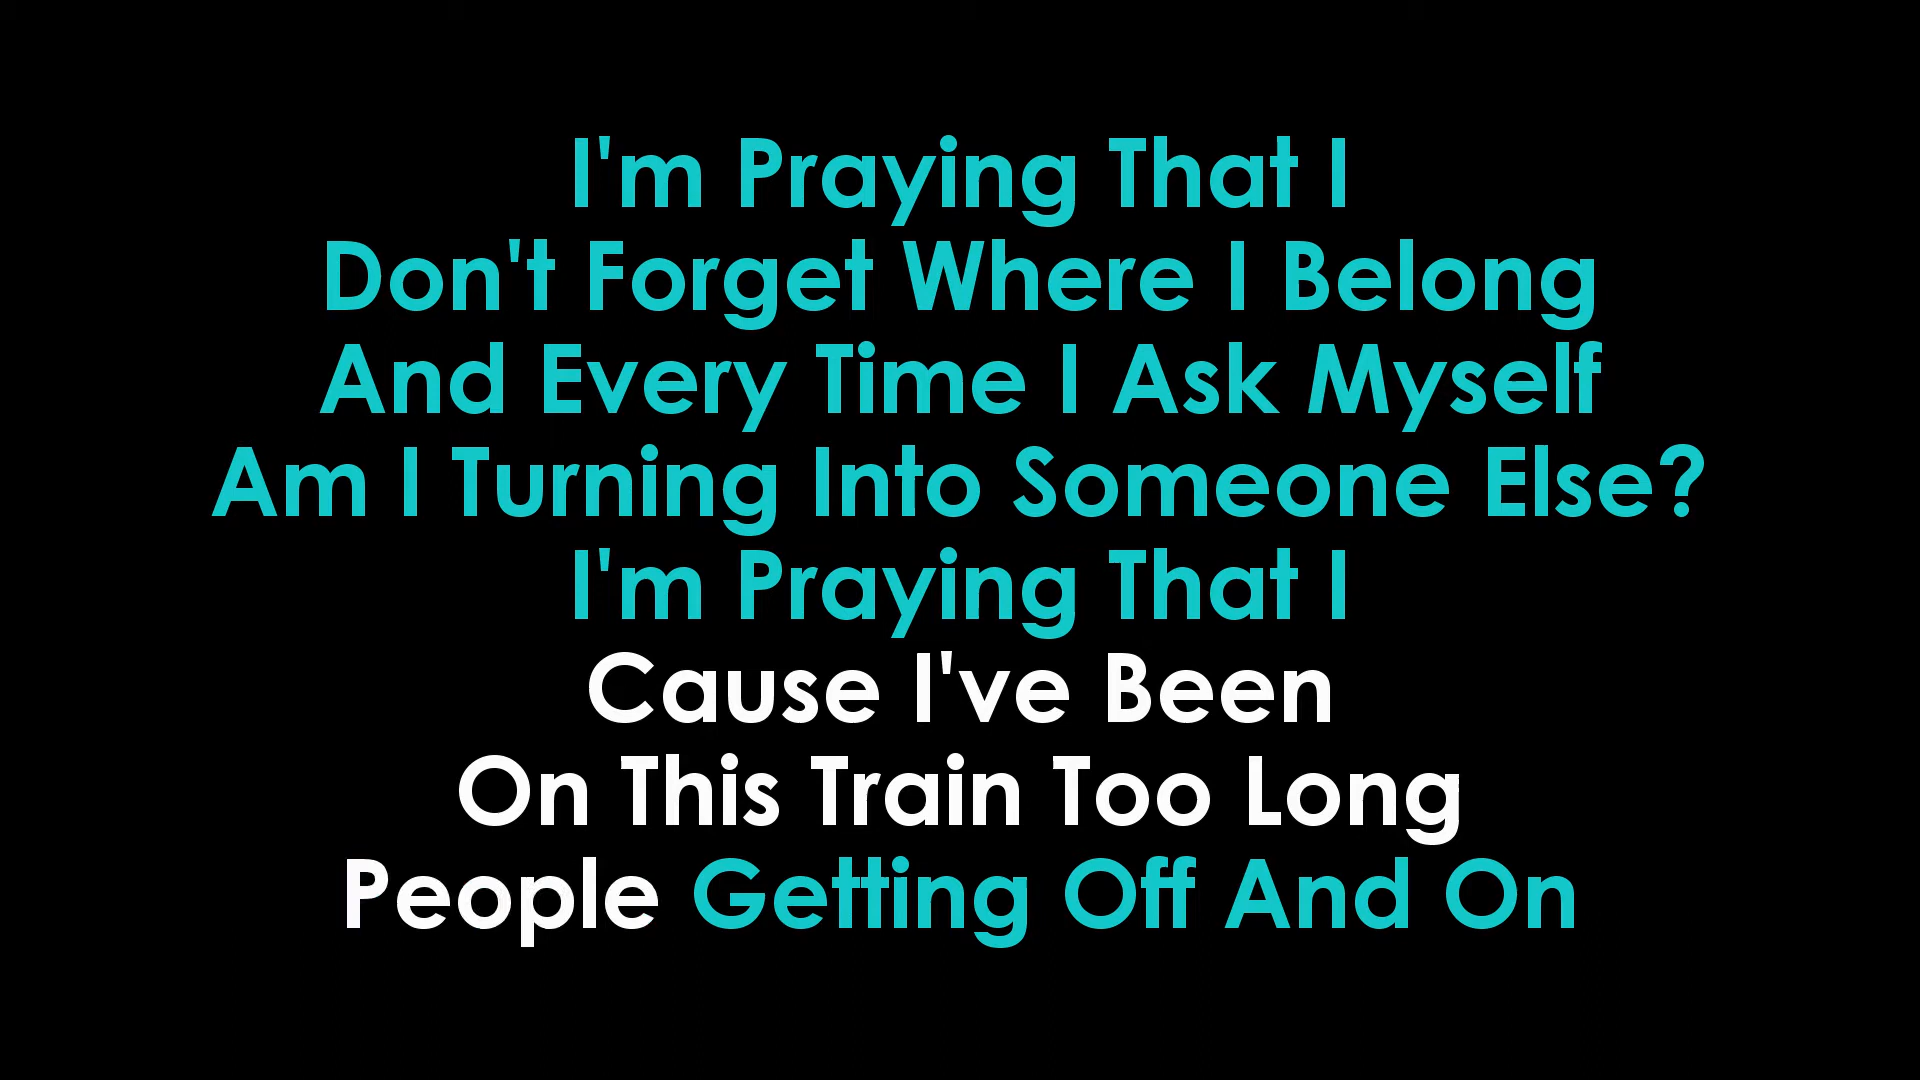 I'm Praying That I
Don't Forget Where I Belong
And Every Time I Ask Myself
Am I Turning Into Someone Else?
I'm Praying That I
Cause I've Been
On This Train Too Long
People Getting Off And On